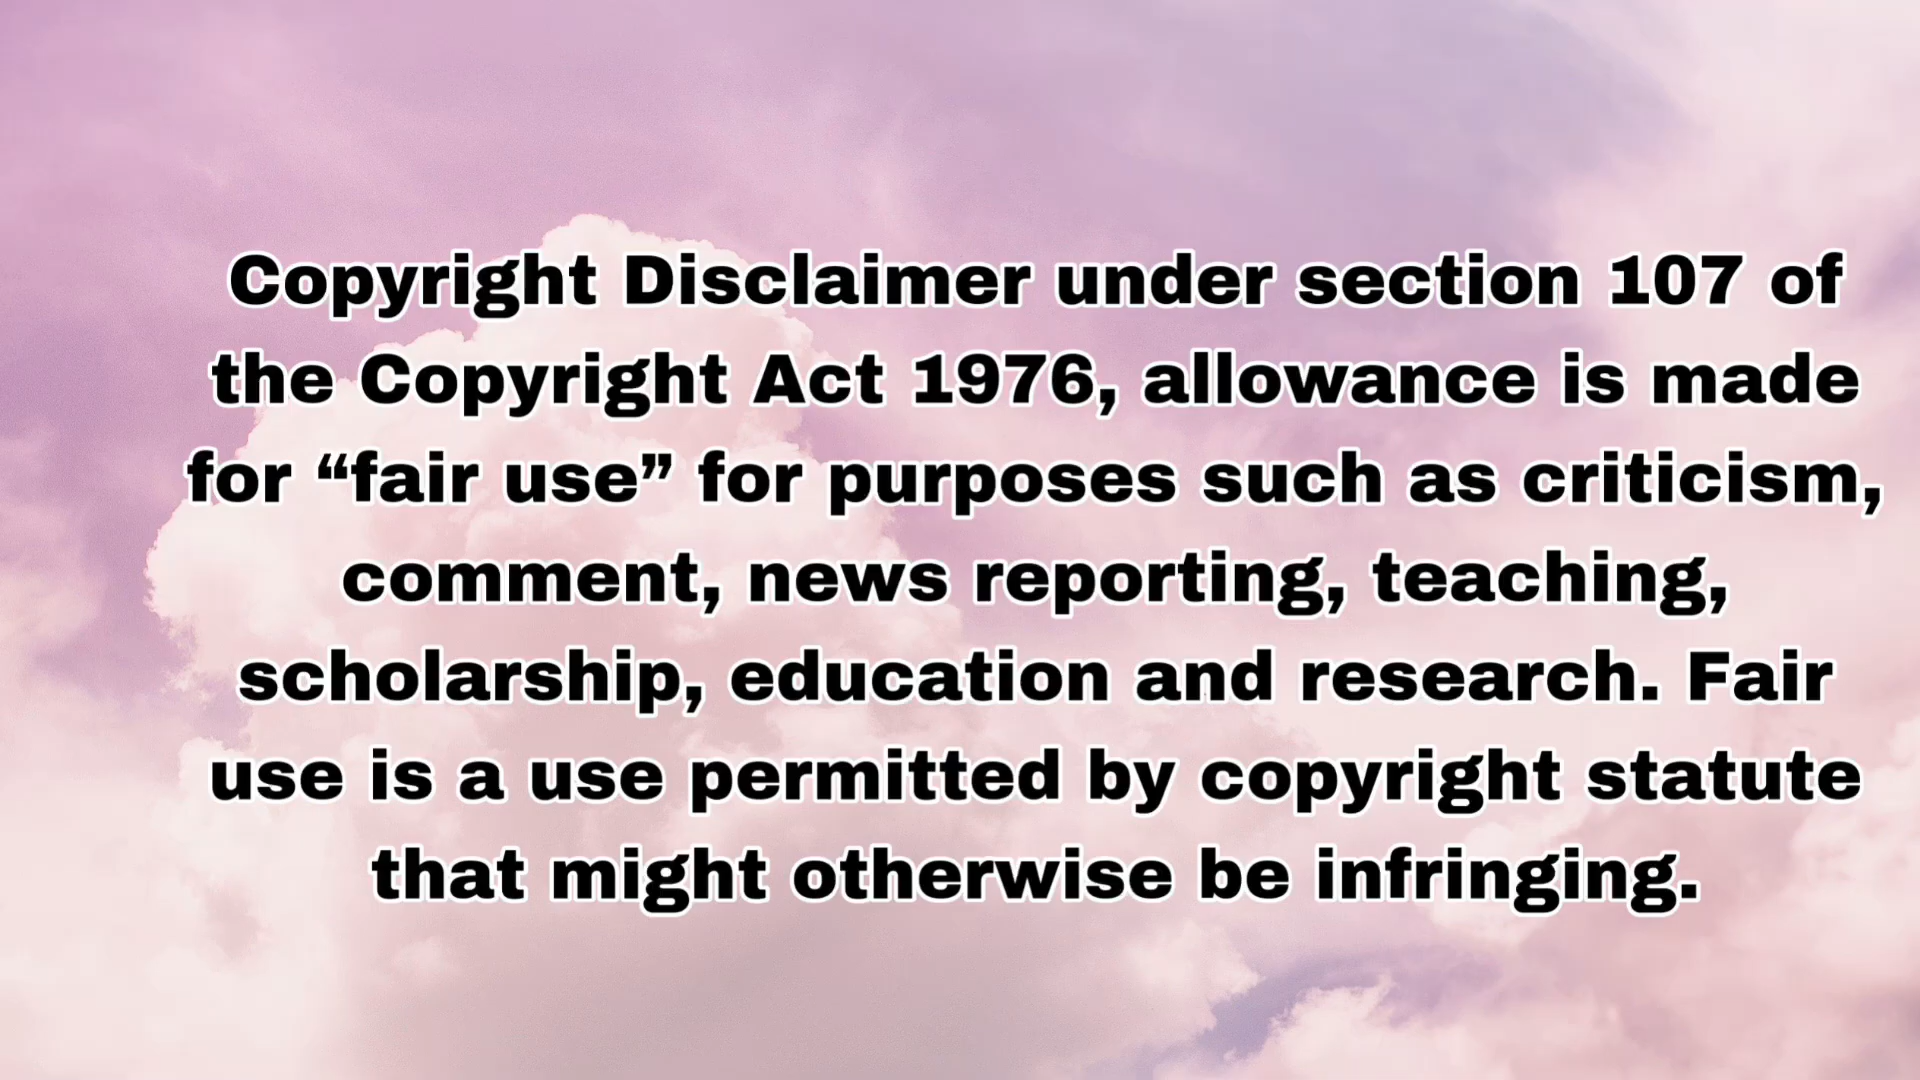 Copyright Disclaimer under section 107 of
the Copyright Act 1976, allowance is made
for “fair use” for purposes such as criticism,
comment, news reporting, teaching,
scholarship, education and research. Fair
use is a use permitted by copyright statute
that might otherwise be infringing.